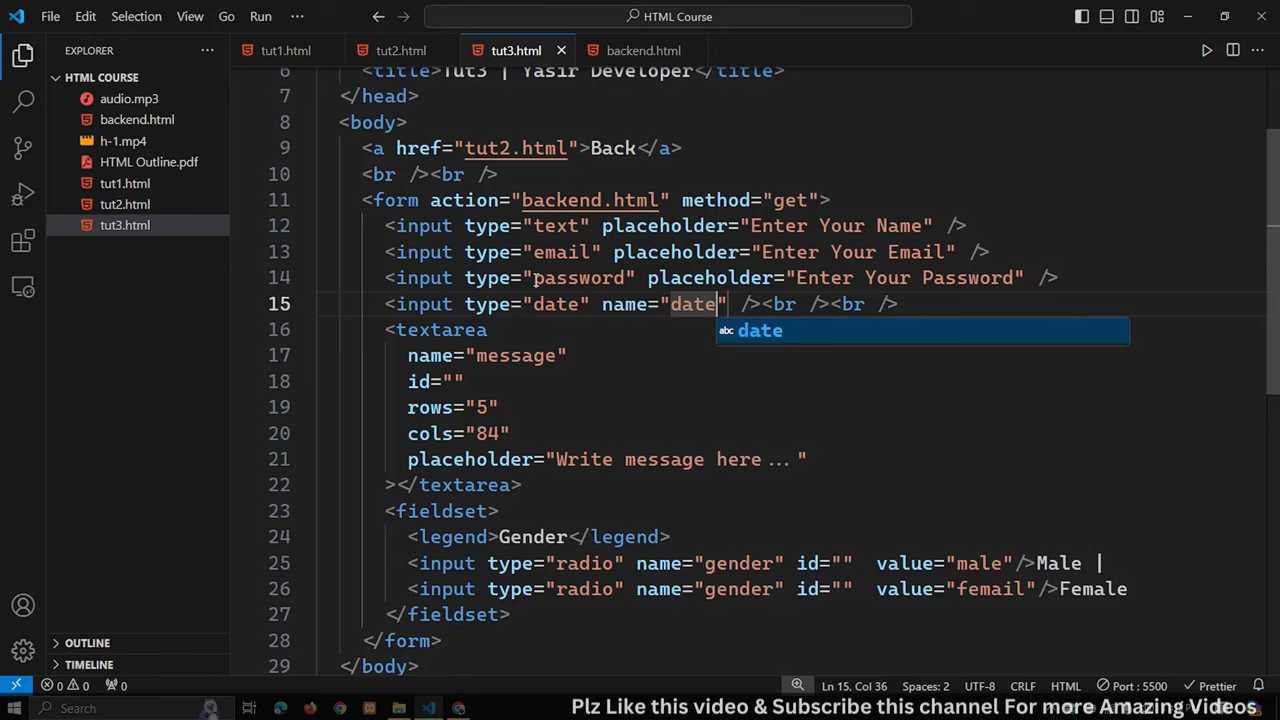 File Edit Selection View Go Run ··· HTML Course
EXPLORER ··· tut1.html tut2.html tut3.html backend.html
HTML COURSE
audio.mp3
backend.html
h-1.mp4
HTML Outline.pdf
tut1.html
tut2.html
tut3.html
6 <title>Tut3 | Yasir Developer</title>
7 </head>
8 <body>
9 <a href="tut2.html">Back</a>
10 <br /><br />
11 <form action="backend.html" method="get">
12 <input type="text" placeholder="Enter Your Name" />
13 <input type="email" placeholder="Enter Your Email" />
14 <input type="password" placeholder="Enter Your Password" />
15 <input type="date" name="date" /><br /><br />
abc date
16 <textarea
17 name="message"
18 id=""
19 rows="5"
20 cols="84"
21 placeholder="Write message here..."
22 ></textarea>
23 <fieldset>
24 <legend>Gender</legend>
25 <input type="radio" name="gender" id="" value="male"/>Male |
26 <input type="radio" name="gender" id="" value="femail"/>Female
27 </fieldset>
28 </form>
29 </body>
OUTLINE
TIMELINE
0 0 0 Ln 15, Col 36 Spaces: 2 UTF-8 CRLF HTML Port : 5500 Prettier
Search Plz Like this video & Subscribe this channel For more Amazing Videos